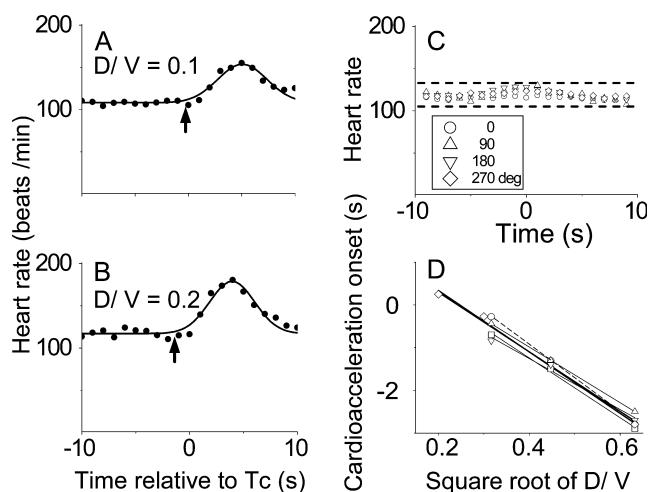 A
D/ V = 0.1
200
100
0
-10
0
10
B
D/ V = 0.2
200
100
-10
0
10
Heart rate (beats /min)
Time relative to Tc (s)
C
Heart rate
200
100
0
90
180
270 deg
-10
0
10
Time (s)
D
Cardioacceleration onset (s)
0
-2
0.2
0.4
0.6
Square root of D/ V